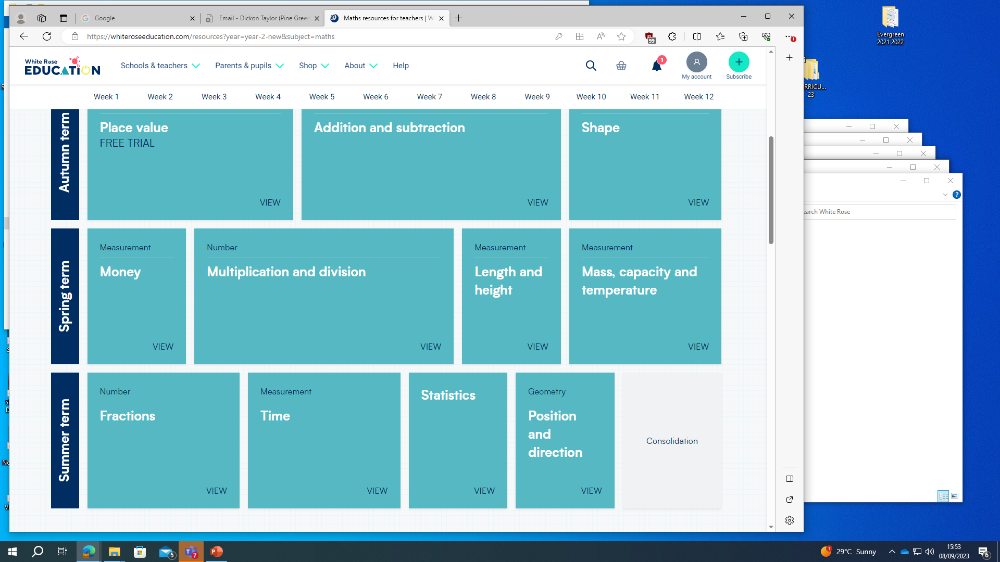 Google
Email - Dickon Taylor (Pine Green
Maths resources for teachers | W
https://whiteroseeducation.com/resources?year=year-2-new&subject=maths
99
Evergreen
2021 2022
White Rose
EDUCATION
Schools & teachers
Parents & pupils
Shop
About
Help
1
My account
Subscribe
RRICU...
23
Week 1
Week 2
Week 3
Week 4
Week 5
Week 6
Week 7
Week 8
Week 9
Week 10
Week 11
Week 12
Autumn term
Place value
FREE TRIAL
VIEW
Addition and subtraction
VIEW
Shape
VIEW
earch White Rose
Spring term
Measurement
Money
VIEW
Number
Multiplication and division
VIEW
Measurement
Length and
height
VIEW
Measurement
Mass, capacity and
temperature
VIEW
Summer term
Number
Fractions
VIEW
Measurement
Time
VIEW
Statistics
VIEW
Geometry
Position
and
direction
VIEW
Consolidation
5
7
1
29°C Sunny
15:53
08/09/2023
6